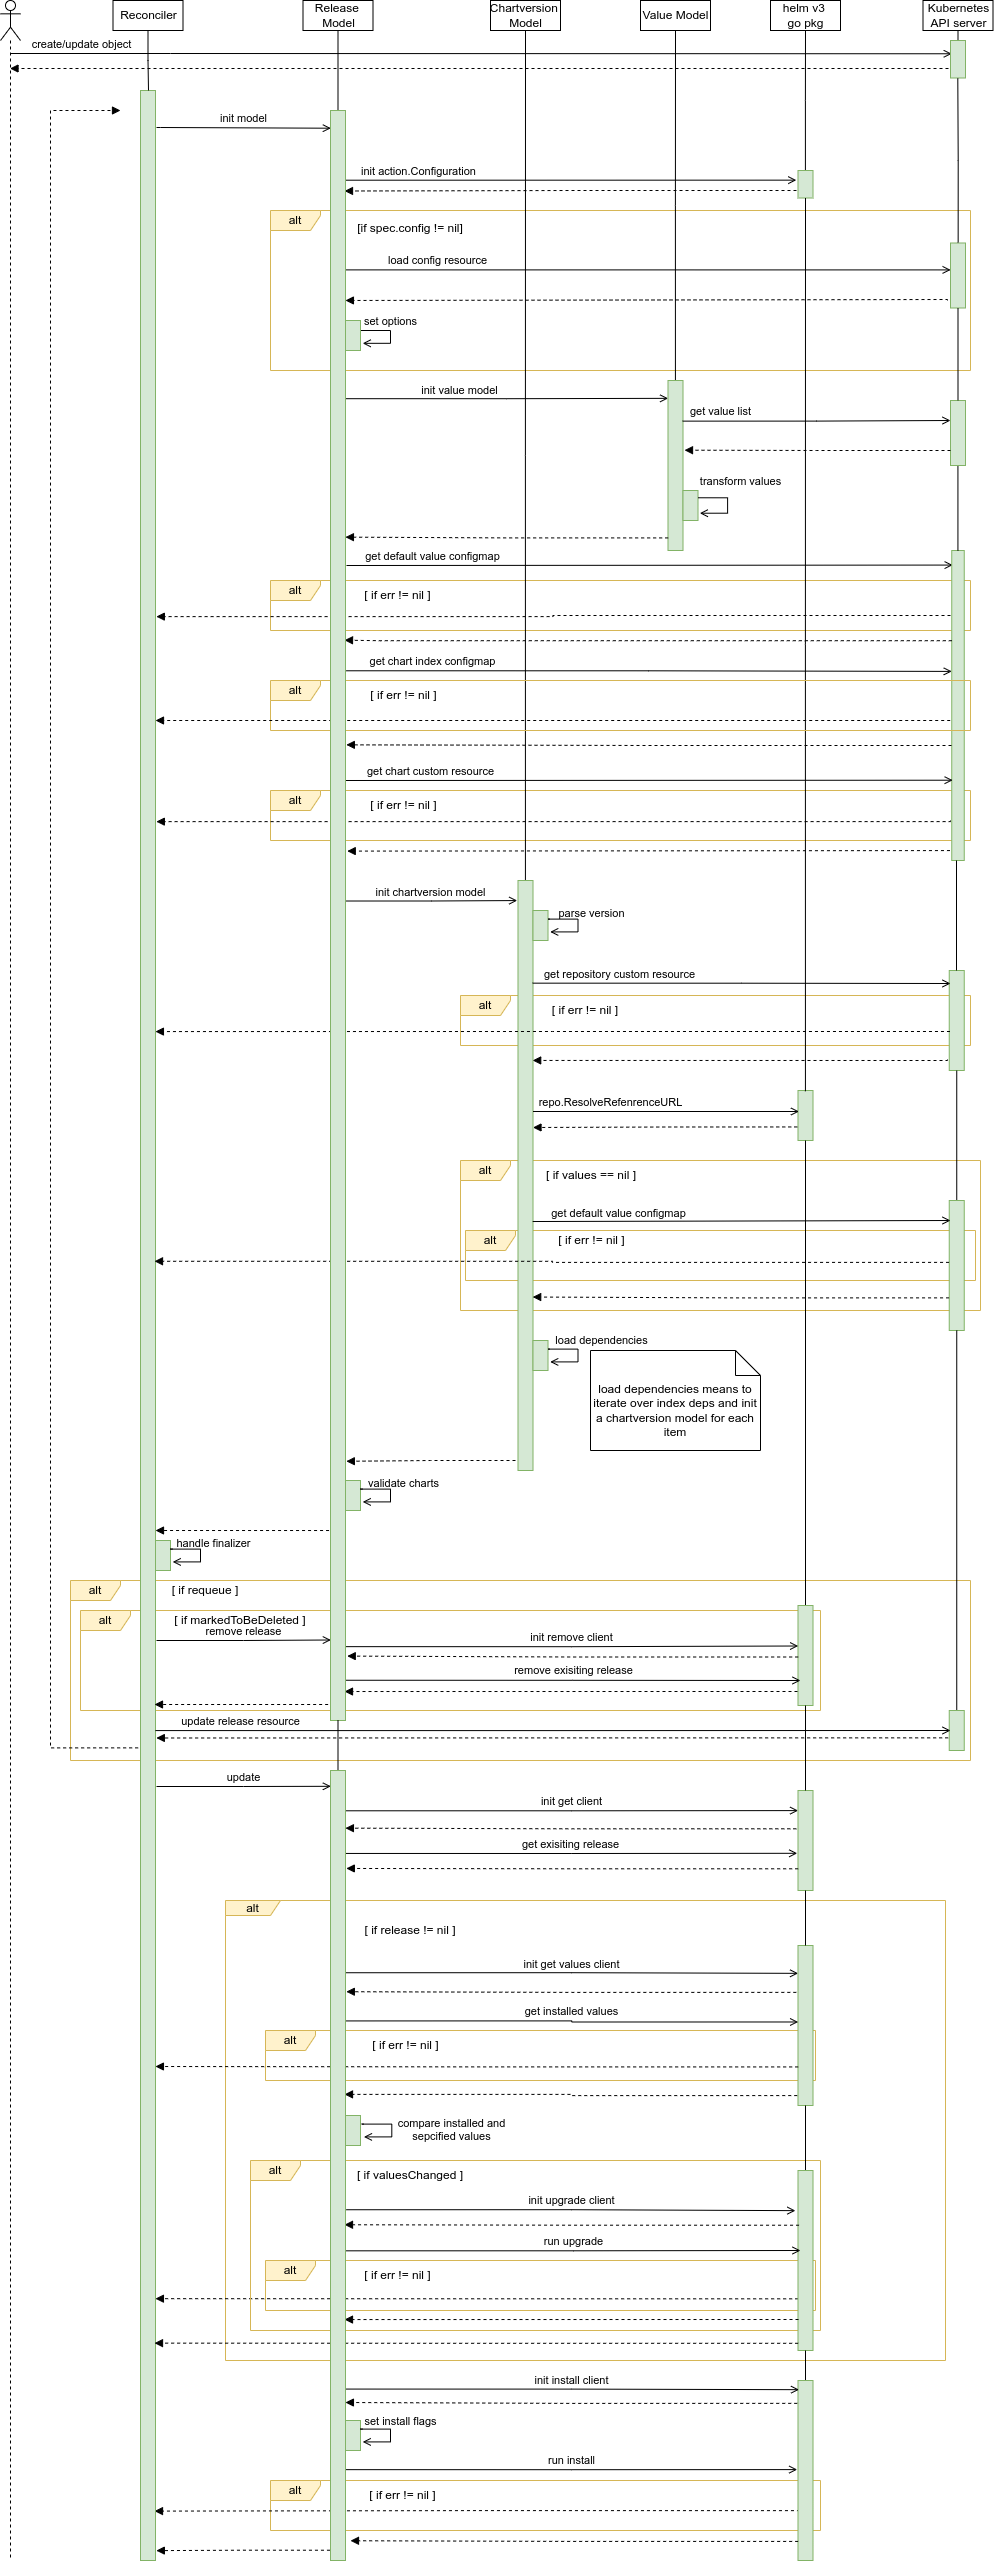 Reconciler
Release
Model
Chartversion
Model
Value Model
helm v3
go pkg
Kubernetes
API server
create/update object
init model
init action.Configuration
alt
[if spec.config != nil]
load config resource
set options
init value model
get value list
transform values
get default value configmap
alt
[ if err != nil ]
get chart index configmap
alt
[ if err != nil ]
get chart custom resource
alt
[ if err != nil ]
init chartversion model
parse version
get repository custom resource
alt
[ if err != nil ]
repo.ResolveRefenrenceURL
alt
[ if values == nil ]
get default value configmap
alt
[ if err != nil ]
load dependencies
load dependencies means to
iterate over index deps and init
a chartversion model for each
item
validate charts
handle finalizer
alt
[ if requeue ]
alt
[ if markedToBeDeleted ]
remove release
init remove client
remove exisiting release
update release resource
update
init get client
get exisiting release
alt
[ if release != nil ]
init get values client
get installed values
alt
[ if err != nil ]
compare installed and
sepcified values
alt
[ if valuesChanged ]
init upgrade client
run upgrade
alt
[ if err != nil ]
init install client
set install flags
run install
alt
[ if err != nil ]